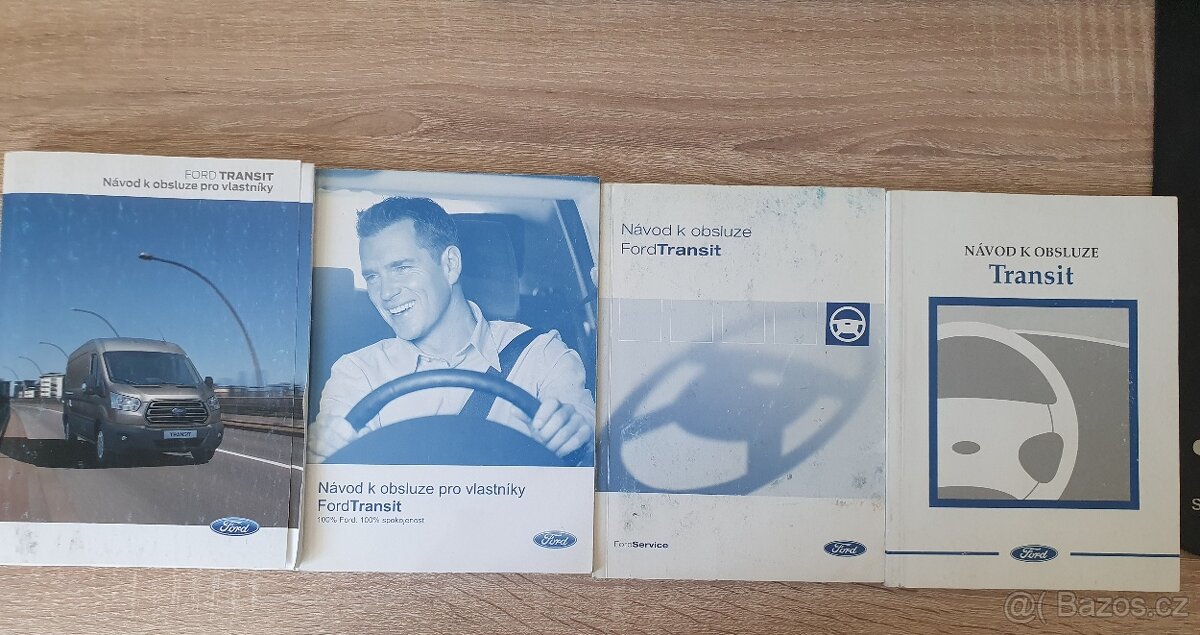 FORD TRANSIT
Návod k obsluze pro vlastníky
TRANSIT
Ford
Návod k obsluze pro vlastníky
FordTransit
100% Ford. 100% spokojenost
Ford
Návod k obsluze
FordTransit
FordService
Ford
NÁVOD K OBSLUZE
Transit
Ford
S
@( Bazos.cz